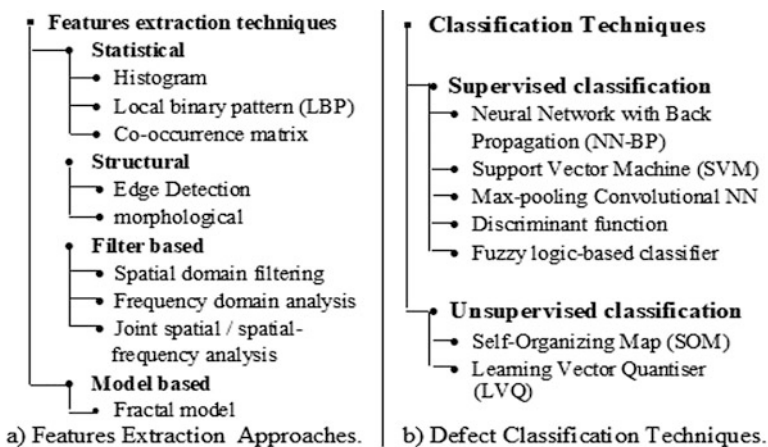 Features extraction techniques
Statistical
Histogram
Local binary pattern (LBP)
Co-occurrence matrix
Structural
Edge Detection
morphological
Filter based
Spatial domain filtering
Frequency domain analysis
Joint spatial / spatial-
frequency analysis
Model based
Fractal model
a) Features Extraction Approaches.
Classification Techniques
Supervised classification
Neural Network with Back
Propagation (NN-BP)
Support Vector Machine (SVM)
Max-pooling Convolutional NN
Discriminant function
Fuzzy logic-based classifier
Unsupervised classification
Self-Organizing Map (SOM)
Learning Vector Quantiser
(LVQ)
b) Defect Classification Techniques.